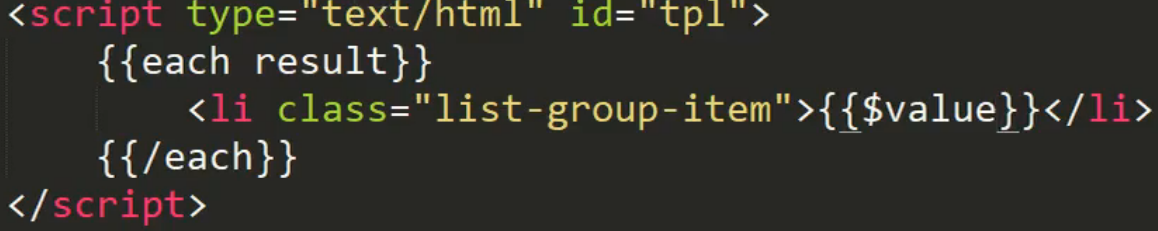 <script type="text/html" id="tpl">
{{each result}}
<li class="list-group-item">{{$value}}</li>
{{/each}}
</script>